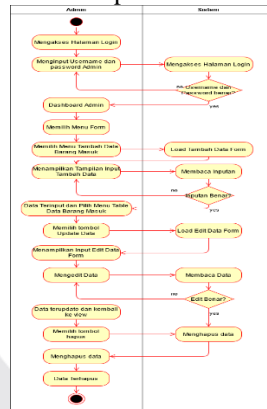 Admin
Sistem
Mengakses Halaman Login
Menginput Username dan
password Admin
Mengakses Halaman Login
no
Username dan
Password benar?
yes
Dashboard Admin
Memilih Menu Form
Memilih Menu Tambah Data
Barang Masuk
Load Tambah Data Form
Menampilkan Tampilan Input
Tambah Data
Membaca Inputan
no
Inputan Benar?
yes
Data Terinput dan Pilih Menu Table
Data Barang Masuk
Memilih tombol
Update Data
Load Edit Data Form
Menampilkan Input Edit Data
Form
Mengedit Data
Membaca Data
no
Edit Benar?
yes
Data terupdate dan kembali
ke view
Memilih tombol
hapus
Menghapus data
Menghapus data
Data terhapus